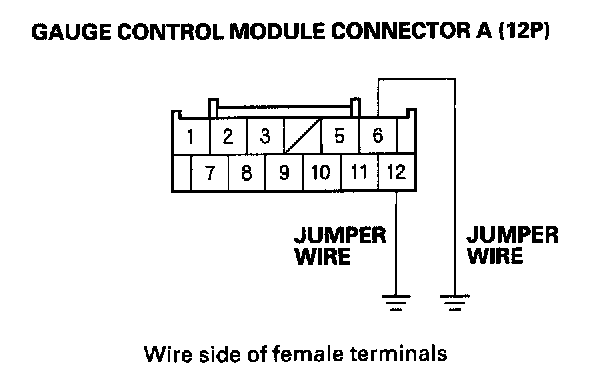 GAUGE CONTROL MODULE CONNECTOR A (12P)
1 2 3 5 6
7 8 9 10 11 12
JUMPER WIRE
JUMPER WIRE
Wire side of female terminals